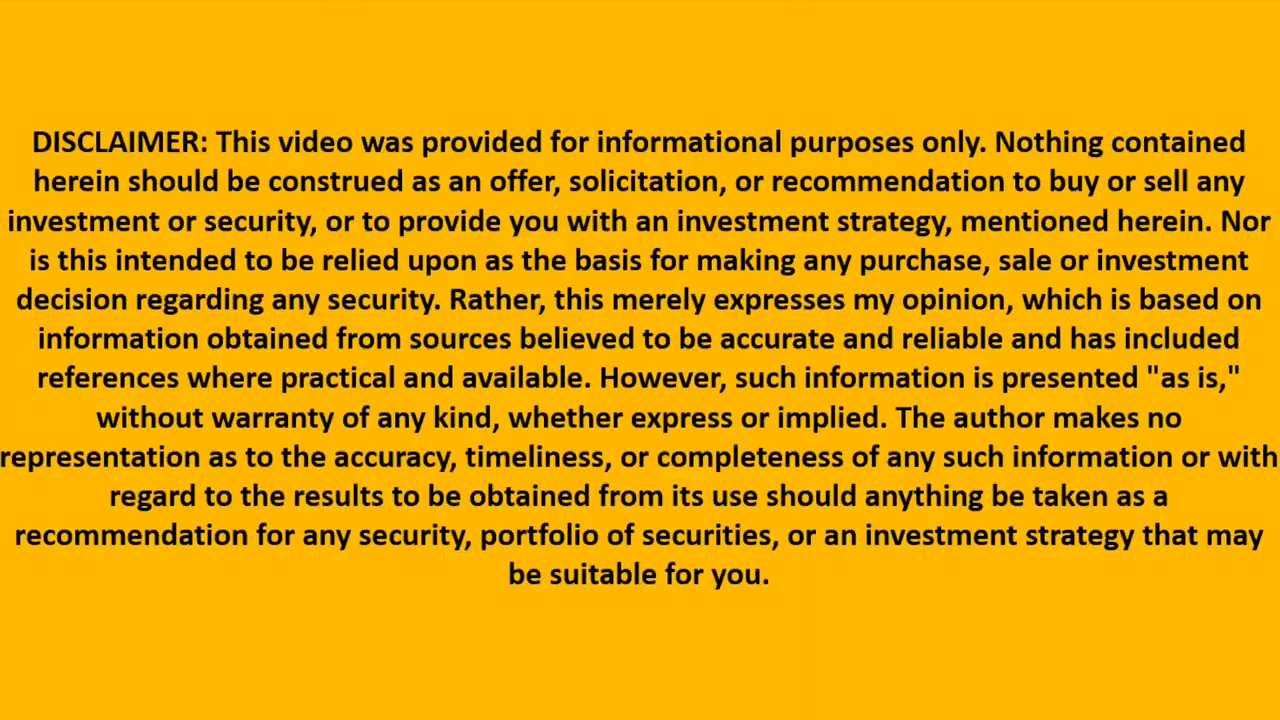 DISCLAIMER: This video was provided for informational purposes only. Nothing contained
herein should be construed as an offer, solicitation, or recommendation to buy or sell any
investment or security, or to provide you with an investment strategy, mentioned herein. Nor
is this intended to be relied upon as the basis for making any purchase, sale or investment
decision regarding any security. Rather, this merely expresses my opinion, which is based on
information obtained from sources believed to be accurate and reliable and has included
references where practical and available. However, such information is presented "as is,"
without warranty of any kind, whether express or implied. The author makes no
representation as to the accuracy, timeliness, or completeness of any such information or with
regard to the results to be obtained from its use should anything be taken as a
recommendation for any security, portfolio of securities, or an investment strategy that may
be suitable for you.